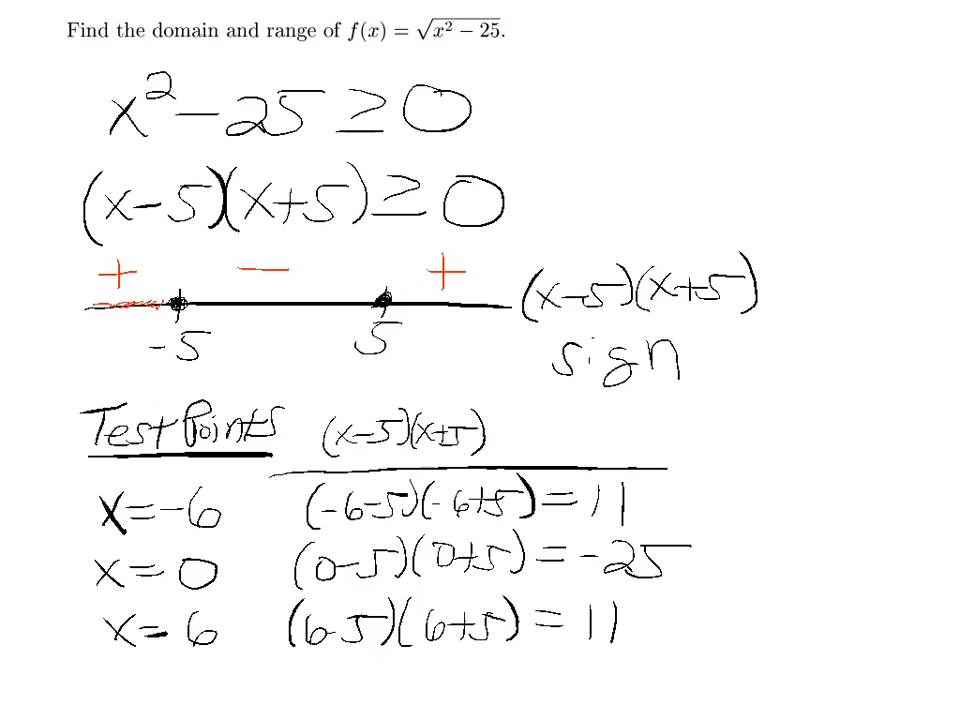 Find the domain and range of f(x) = √(x² − 25).
x² − 25 ≥ 0
(x−5)(x+5) ≥ 0
+ − +
(x−5)(x+5)
-5 5
sign
Test Points (x−5)(x+5)
x=-6 (-6-5)(-6+5) = 11
x=0 (0-5)(0+5) = -25
x=6 (6-5)(6+5) = 11